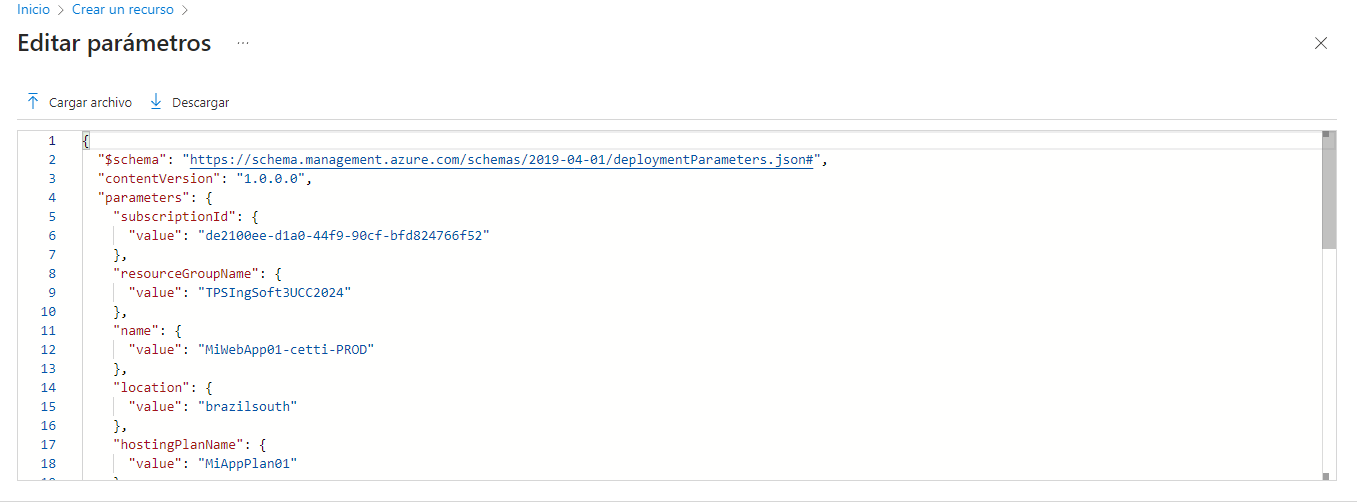 Inicio > Crear un recurso >
Editar parámetros ...
Cargar archivo Descargar
1 {
2 "$schema": "https://schema.management.azure.com/schemas/2019-04-01/deploymentParameters.json#",
3 "contentVersion": "1.0.0.0",
4 "parameters": {
5 "subscriptionId": {
6 "value": "de2100ee-d1a0-44f9-90cf-bfd824766f52"
7 },
8 "resourceGroupName": {
9 "value": "TPSIngSoft3UCC2024"
10 },
11 "name": {
12 "value": "MiWebApp01-cetti-PROD"
13 },
14 "location": {
15 "value": "brazilsouth"
16 },
17 "hostingPlanName": {
18 "value": "MiAppPlan01"